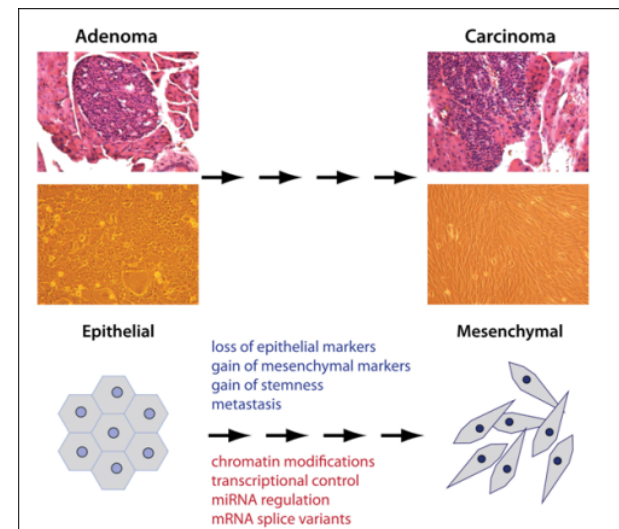 Adenoma
Carcinoma
Epithelial
Mesenchymal
loss of epithelial markers
gain of mesenchymal markers
gain of stemness
metastasis
chromatin modifications
transcriptional control
miRNA regulation
mRNA splice variants